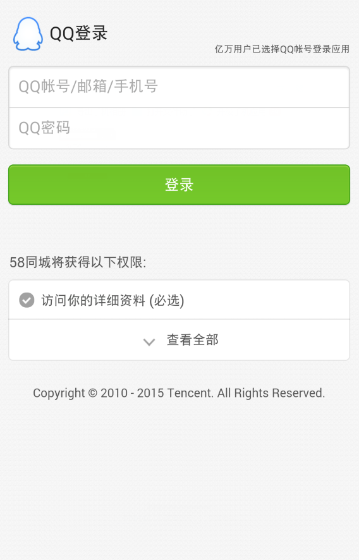 QQ登录
亿万用户已选择QQ帐号登录应用
QQ帐号/邮箱/手机号
QQ密码
登录
58同城将获得以下权限:
访问你的详细资料 (必选)
查看全部
Copyright © 2010 - 2015 Tencent. All Rights Reserved.